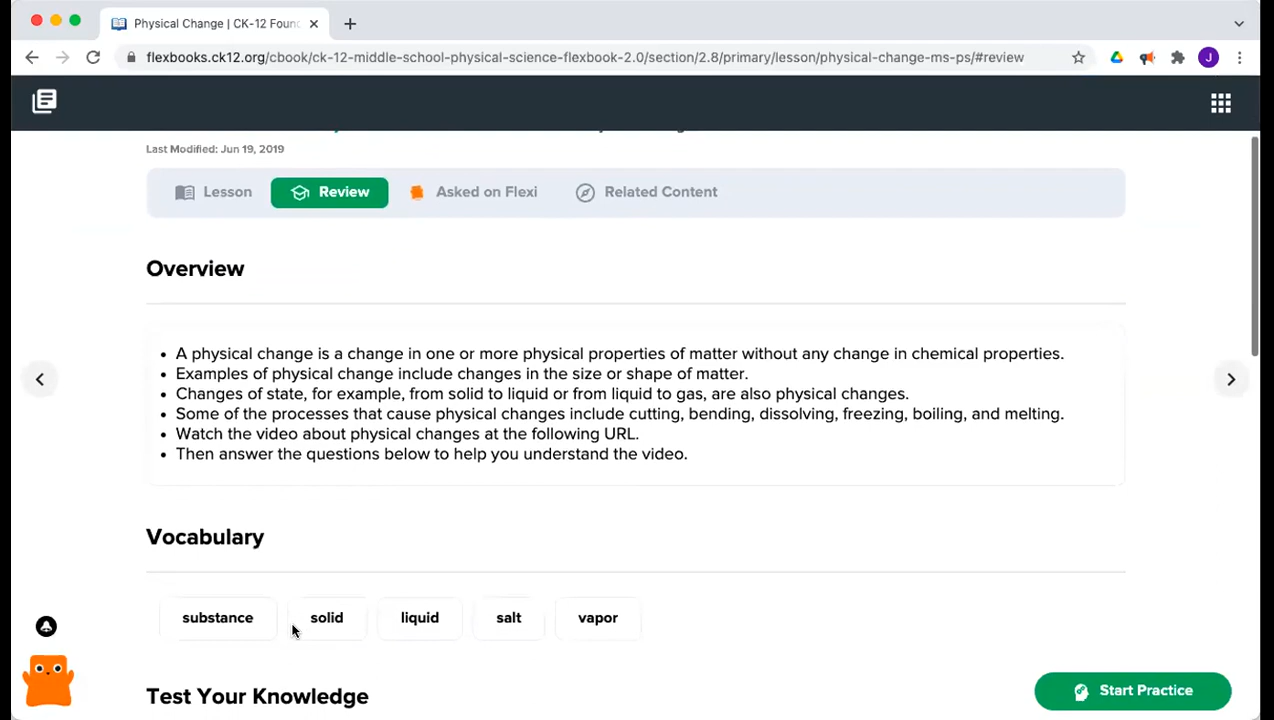 Physical Change | CK-12 Foun
flexbooks.ck12.org/cbook/ck-12-middle-school-physical-science-flexbook-2.0/section/2.8/primary/lesson/physical-change-ms-ps/#review
J
Last Modified: Jun 19, 2019
Lesson Review Asked on Flexi Related Content
Overview
• A physical change is a change in one or more physical properties of matter without any change in chemical properties.
• Examples of physical change include changes in the size or shape of matter.
• Changes of state, for example, from solid to liquid or from liquid to gas, are also physical changes.
• Some of the processes that cause physical changes include cutting, bending, dissolving, freezing, boiling, and melting.
• Watch the video about physical changes at the following URL.
• Then answer the questions below to help you understand the video.
Vocabulary
substance solid liquid salt vapor
Test Your Knowledge
Start Practice